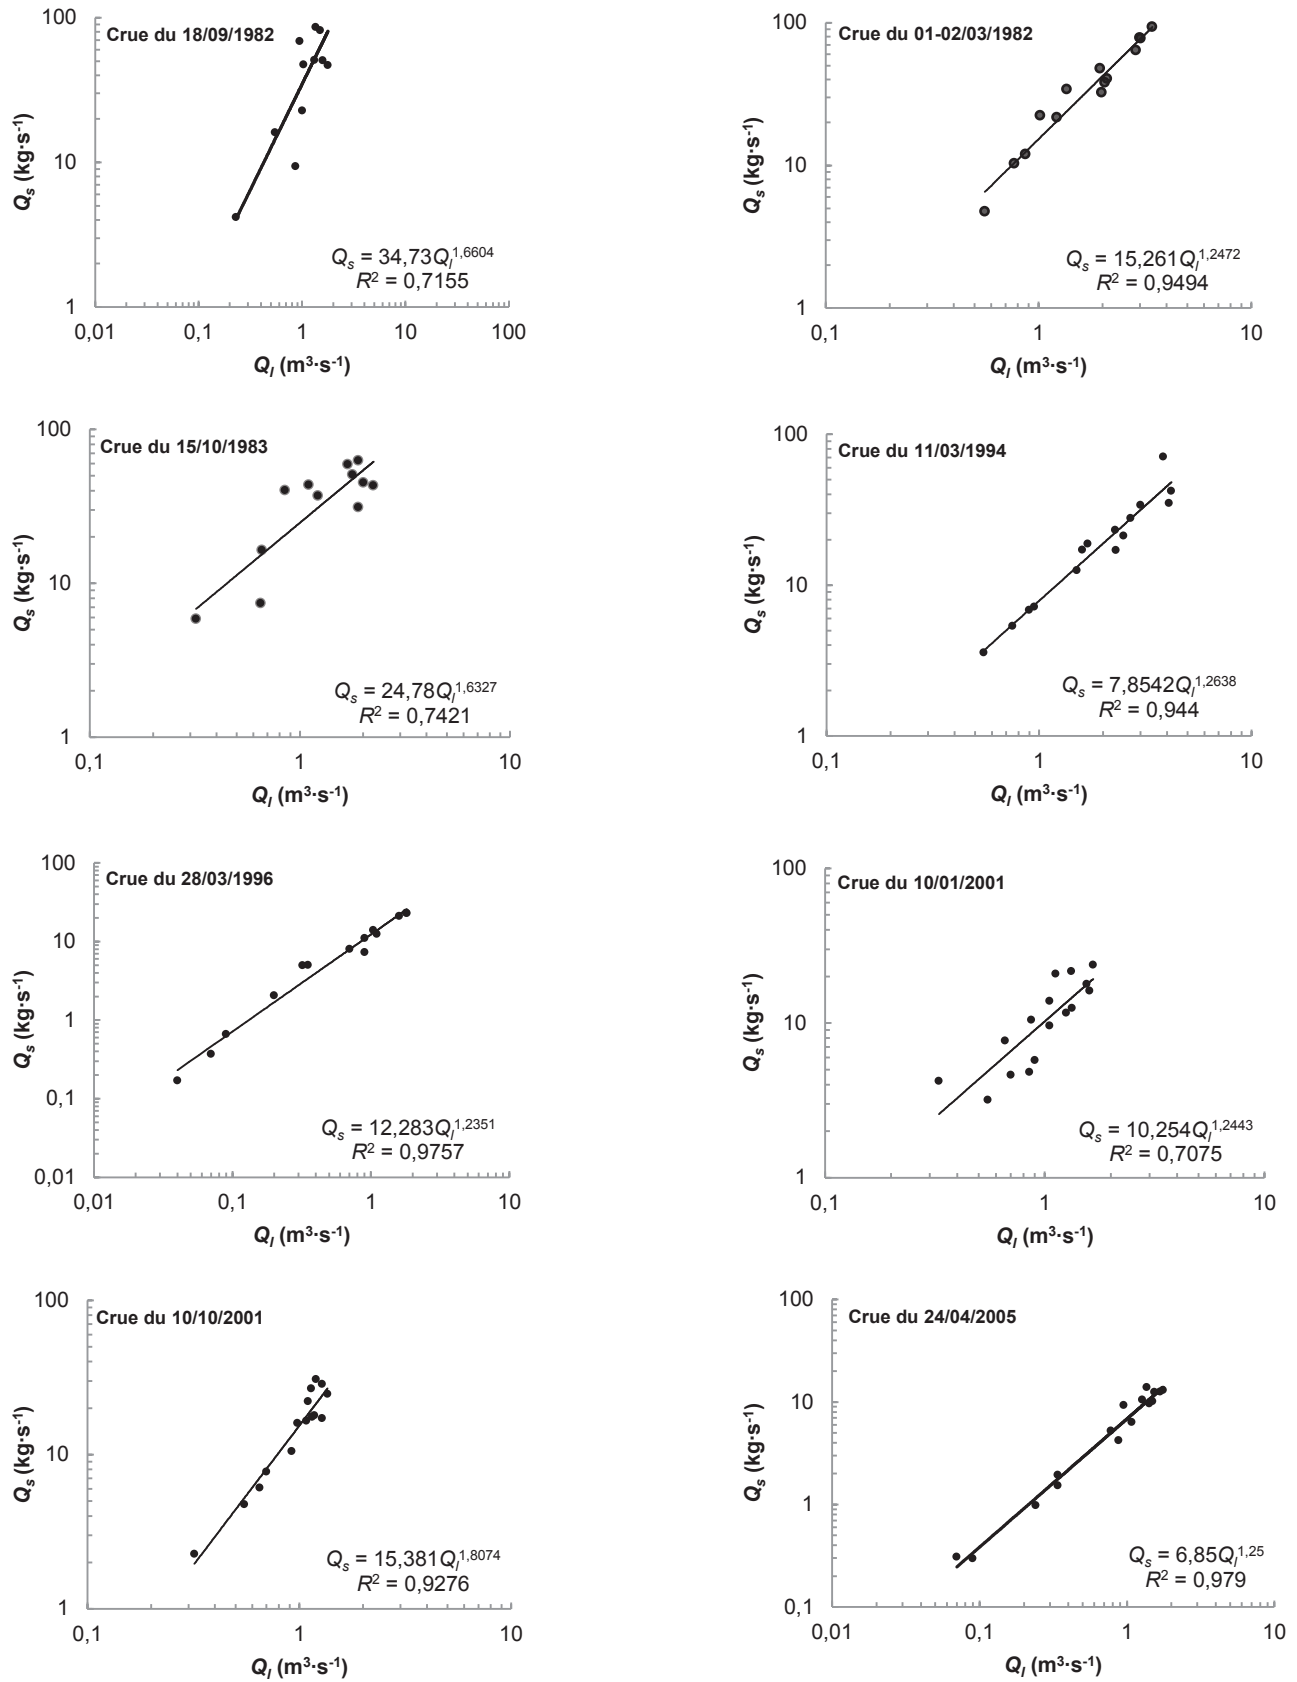 Crue du 18/09/1982
100
10
1
Qs (kg·s-1)
Qs = 34,73Ql1,6604
R2 = 0,7155
0,01 0,1 1 10 100
Ql (m3·s-1)
Crue du 01-02/03/1982
100
10
1
Qs (kg·s-1)
Qs = 15,261Ql1,2472
R2 = 0,9494
0,1 1 10
Ql (m3·s-1)
Crue du 15/10/1983
100
10
1
Qs (kg·s-1)
Qs = 24,78Ql1,6327
R2 = 0,7421
0,1 1 10
Ql (m3·s-1)
Crue du 11/03/1994
100
10
1
Qs (kg·s-1)
Qs = 7,8542Ql1,2638
R2 = 0,944
0,1 1 10
Ql (m3·s-1)
Crue du 28/03/1996
100
10
1
0,1
0,01
Qs (kg·s-1)
Qs = 12,283Ql1,2351
R2 = 0,9757
0,01 0,1 1 10
Ql (m3·s-1)
Crue du 10/01/2001
100
10
1
Qs (kg·s-1)
Qs = 10,254Ql1,2443
R2 = 0,7075
0,1 1 10
Ql (m3·s-1)
Crue du 10/10/2001
100
10
1
Qs (kg·s-1)
Qs = 15,381Ql1,8074
R2 = 0,9276
0,1 1 10
Ql (m3·s-1)
Crue du 24/04/2005
100
10
1
0,1
Qs (kg·s-1)
Qs = 6,85Ql1,25
R2 = 0,979
0,01 0,1 1 10
Ql (m3·s-1)